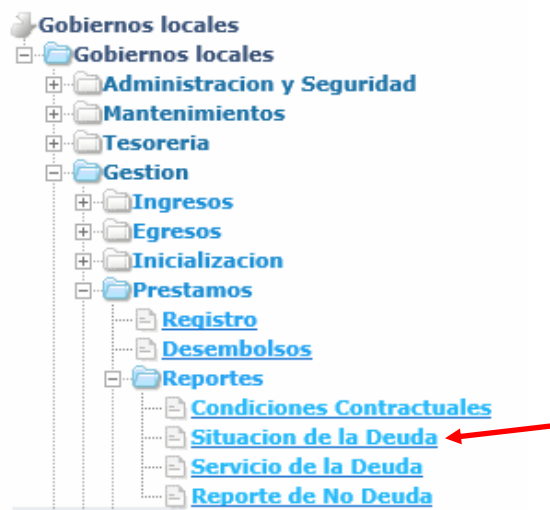 Gobiernos locales
Gobiernos locales
Administracion y Seguridad
Mantenimientos
Tesoreria
Gestion
Ingresos
Egresos
Inicializacion
Prestamos
Registro
Desembolsos
Reportes
Condiciones Contractuales
Situacion de la Deuda
Servicio de la Deuda
Reporte de No Deuda